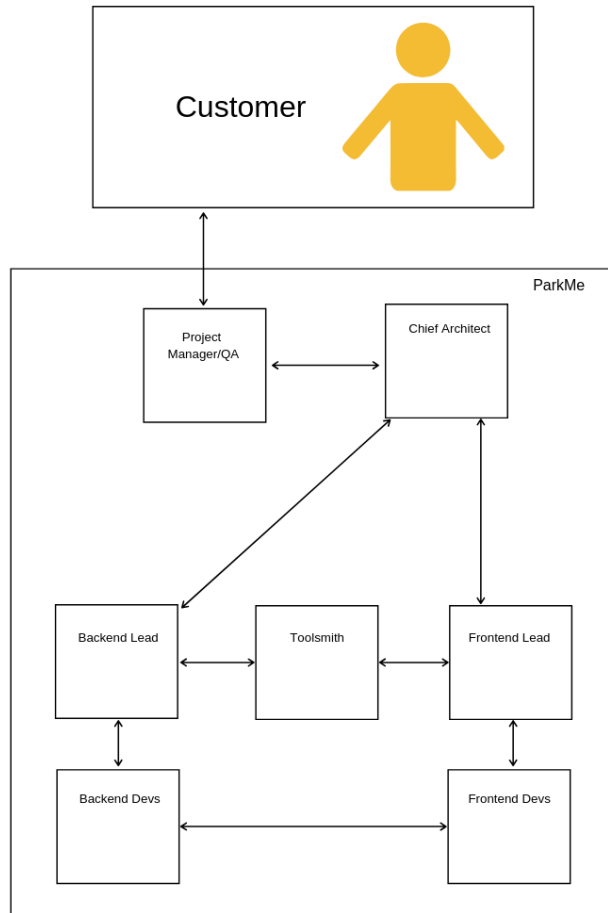 Customer
ParkMe
Project
Manager/QA
Chief Architect
Backend Lead
Toolsmith
Frontend Lead
Backend Devs
Frontend Devs